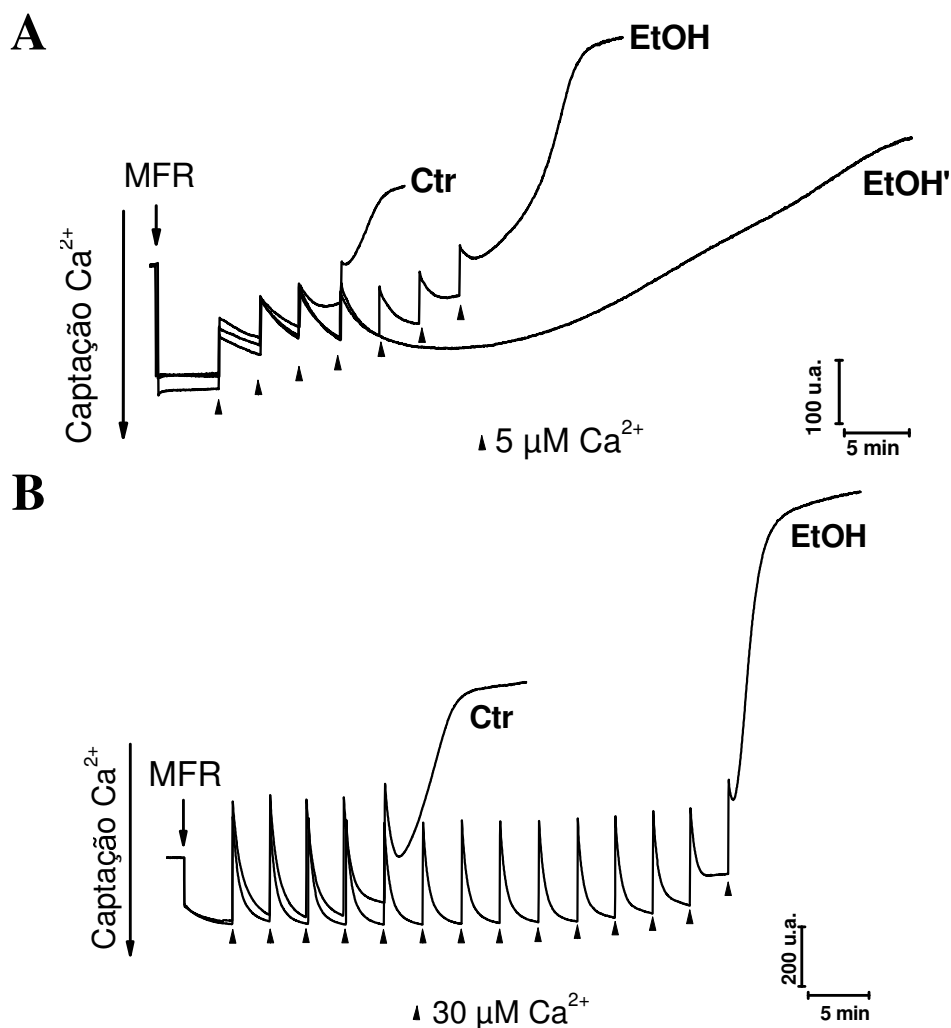 A
EtOH
MFR
Ctr
EtOH'
Captação Ca²⁺
100 u.a.
5 min
5 µM Ca²⁺
B
EtOH
Ctr
MFR
Captação Ca²⁺
200 u.a.
5 min
30 µM Ca²⁺